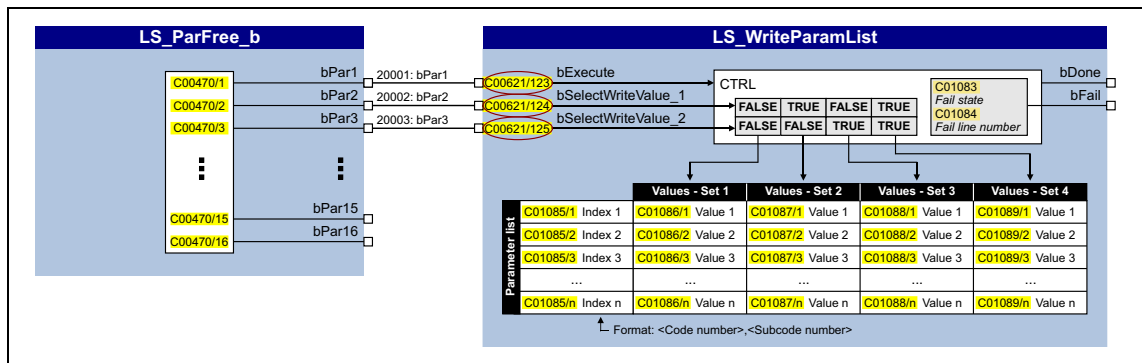 LS_ParFree_b
LS_WriteParamList
C00470/1
bPar1
20001: bPar1
C00621/123
bExecute
C00470/2
bPar2
20002: bPar2
C00621/124
bSelectWriteValue_1
C00470/3
bPar3
20003: bPar3
C00621/125
bSelectWriteValue_2
CTRL
FALSE TRUE FALSE TRUE
FALSE FALSE TRUE TRUE
C01083
Fail state
C01084
Fail line number
bDone
bFail
C00470/15
bPar15
C00470/16
bPar16
Values - Set 1 Values - Set 2 Values - Set 3 Values - Set 4
Parameter list
C01085/1 Index 1 C01086/1 Value 1 C01087/1 Value 1 C01088/1 Value 1 C01089/1 Value 1
C01085/2 Index 2 C01086/2 Value 2 C01087/2 Value 2 C01088/2 Value 2 C01089/2 Value 2
C01085/3 Index 3 C01086/3 Value 3 C01087/3 Value 3 C01088/3 Value 3 C01089/3 Value 3
... ... ... ... ...
C01085/n Index n C01086/n Value n C01087/n Value n C01088/n Value n C01089/n Value n
Format: <Code number>,<Subcode number>